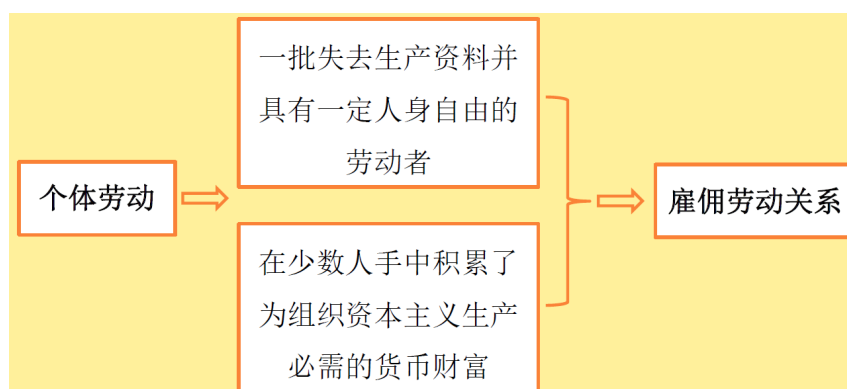 个体劳动
一批失去生产资料并
具有一定人身自由的
劳动者
在少数人手中积累了
为组织资本主义生产
必需的货币财富
雇佣劳动关系